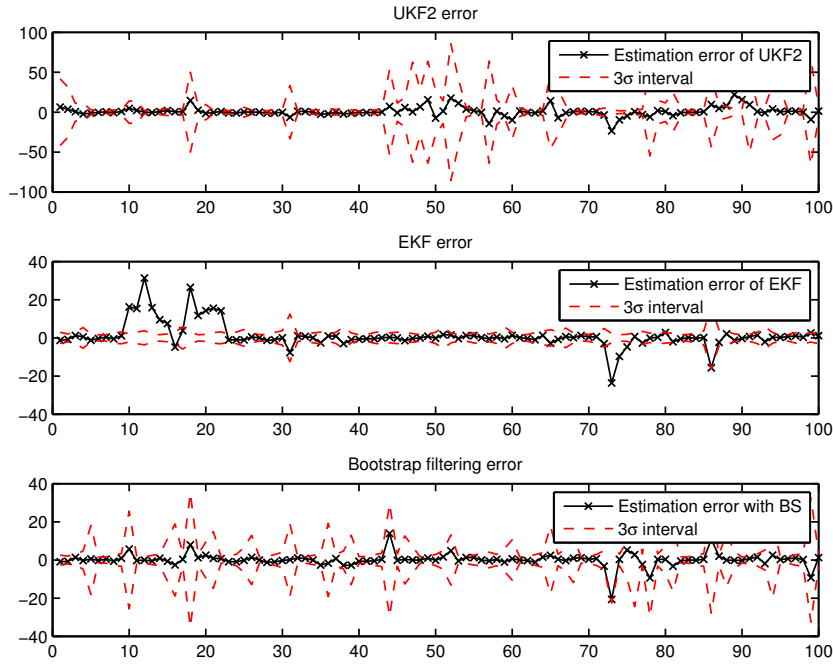 UKF2 error
100
50
0
−50
−100
Estimation error of UKF2
3σ interval
0 10 20 30 40 50 60 70 80 90 100
EKF error
40
20
0
−20
−40
Estimation error of EKF
3σ interval
0 10 20 30 40 50 60 70 80 90 100
Bootstrap filtering error
40
20
0
−20
−40
Estimation error with BS
3σ interval
0 10 20 30 40 50 60 70 80 90 100